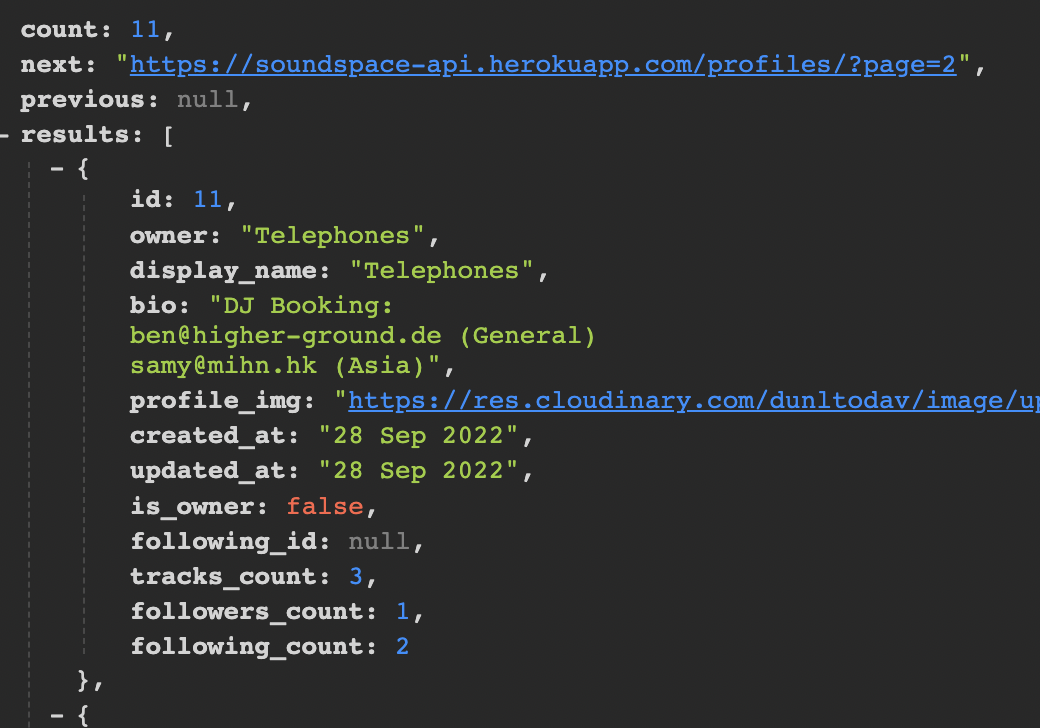 count: 11,
next: "https://soundspace-api.herokuapp.com/profiles/?page=2",
previous: null,
- results: [
- {
id: 11,
owner: "Telephones",
display_name: "Telephones",
bio: "DJ Booking:
ben@higher-ground.de (General)
samy@mihn.hk (Asia)",
profile_img: "https://res.cloudinary.com/dunltodav/image/up
created_at: "28 Sep 2022",
updated_at: "28 Sep 2022",
is_owner: false,
following_id: null,
tracks_count: 3,
followers_count: 1,
following_count: 2
},
- {